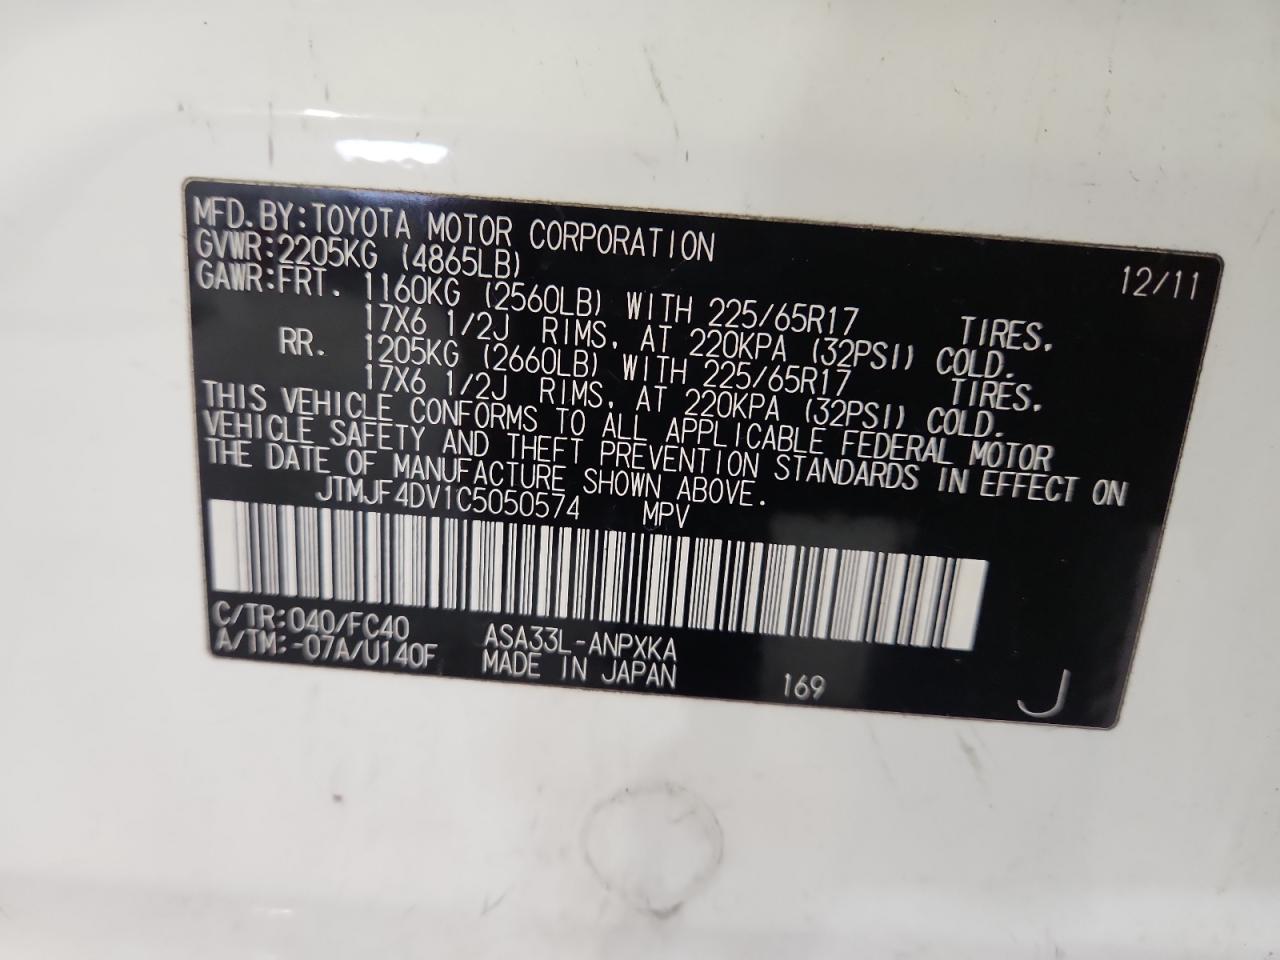 MFD.BY:TOYOTA MOTOR CORPORATION 12/11
GVWR:2205KG (4865LB)
GAWR:FRT. 1160KG (2560LB) WITH 225/65R17 TIRES,
17X6 1/2J RIMS, AT 220KPA (32PSI) COLD.
RR. 1205KG (2660LB) WITH 225/65R17 TIRES,
17X6 1/2J RIMS, AT 220KPA (32PSI) COLD.
THIS VEHICLE CONFORMS TO ALL APPLICABLE FEDERAL MOTOR
VEHICLE SAFETY AND THEFT PREVENTION STANDARDS IN EFFECT ON
THE DATE OF MANUFACTURE SHOWN ABOVE.
JTMJF4DV1C5050574 MPV
C/TR:040/FC40 ASA33L-ANPXKA
A/TM:-07A/U140F MADE IN JAPAN 169 J